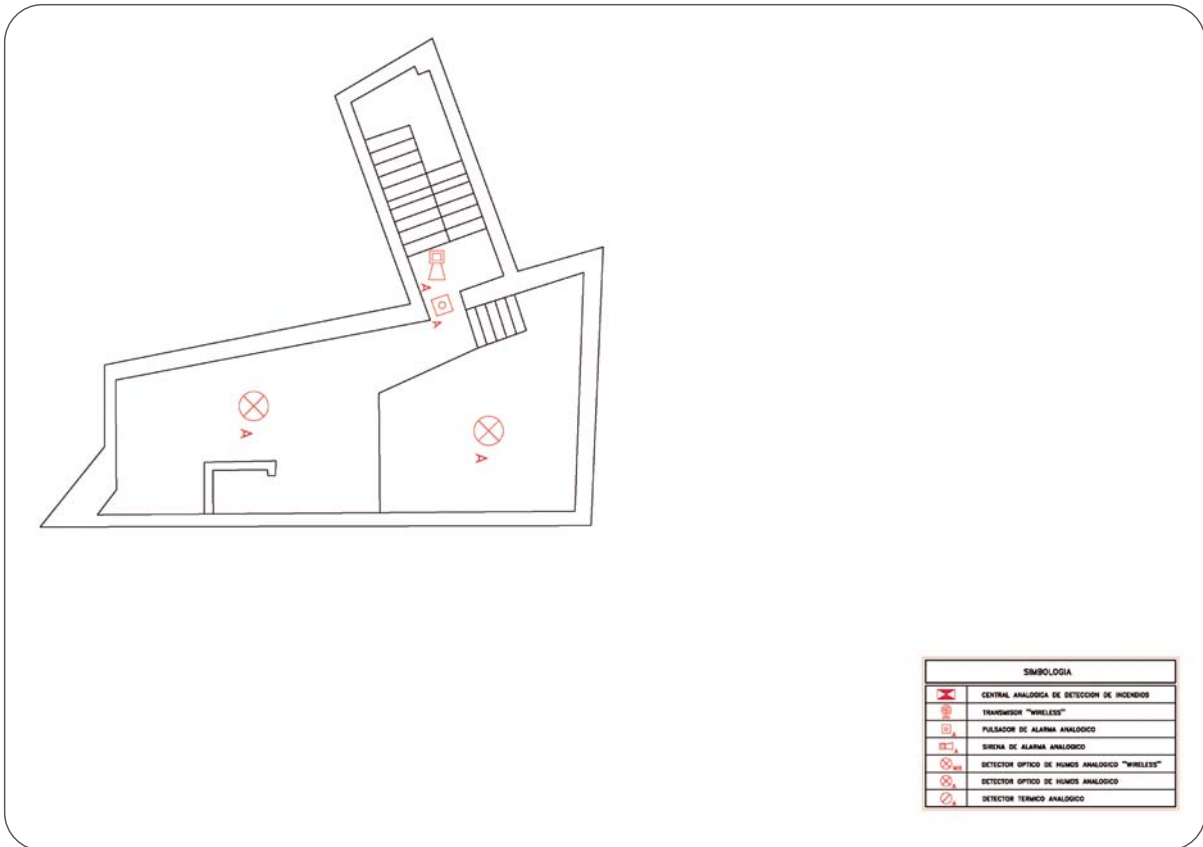 A
A
A
A
SIMBOLOGIA
CENTRAL ANALOGICA DE DETECCION DE INCENDIOS
TRANSMISOR ""WIRELESS""
A PULSADOR DE ALARMA ANALOGICO
A SIRENA DE ALARMA ANALOGICO
WR DETECTOR OPTICO DE HUMOS ANALOGICO ""WIRELESS""
A DETECTOR OPTICO DE HUMOS ANALOGICO
A DETECTOR TERMICO ANALOGICO